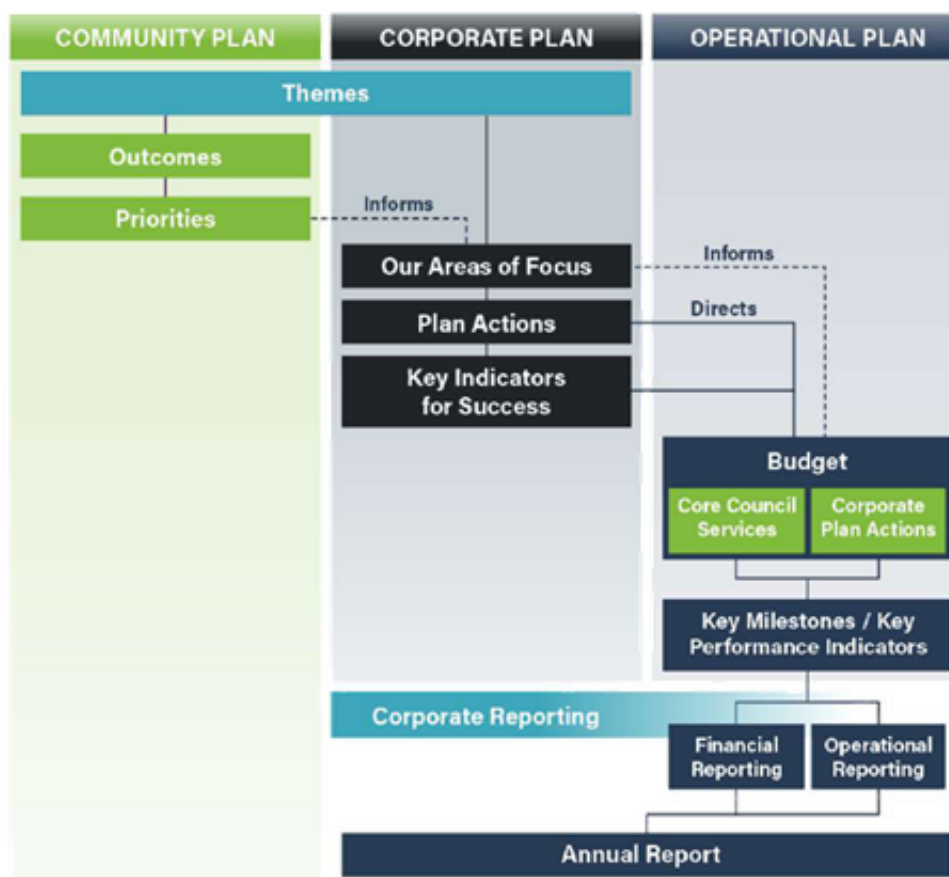 COMMUNITY PLAN
CORPORATE PLAN
OPERATIONAL PLAN
Themes
Outcomes
Priorities
Informs
Our Areas of Focus
Informs
Plan Actions
Directs
Key Indicators
for Success
Budget
Core Council
Services
Corporate
Plan Actions
Key Milestones / Key
Performance Indicators
Corporate Reporting
Financial
Reporting
Operational
Reporting
Annual Report